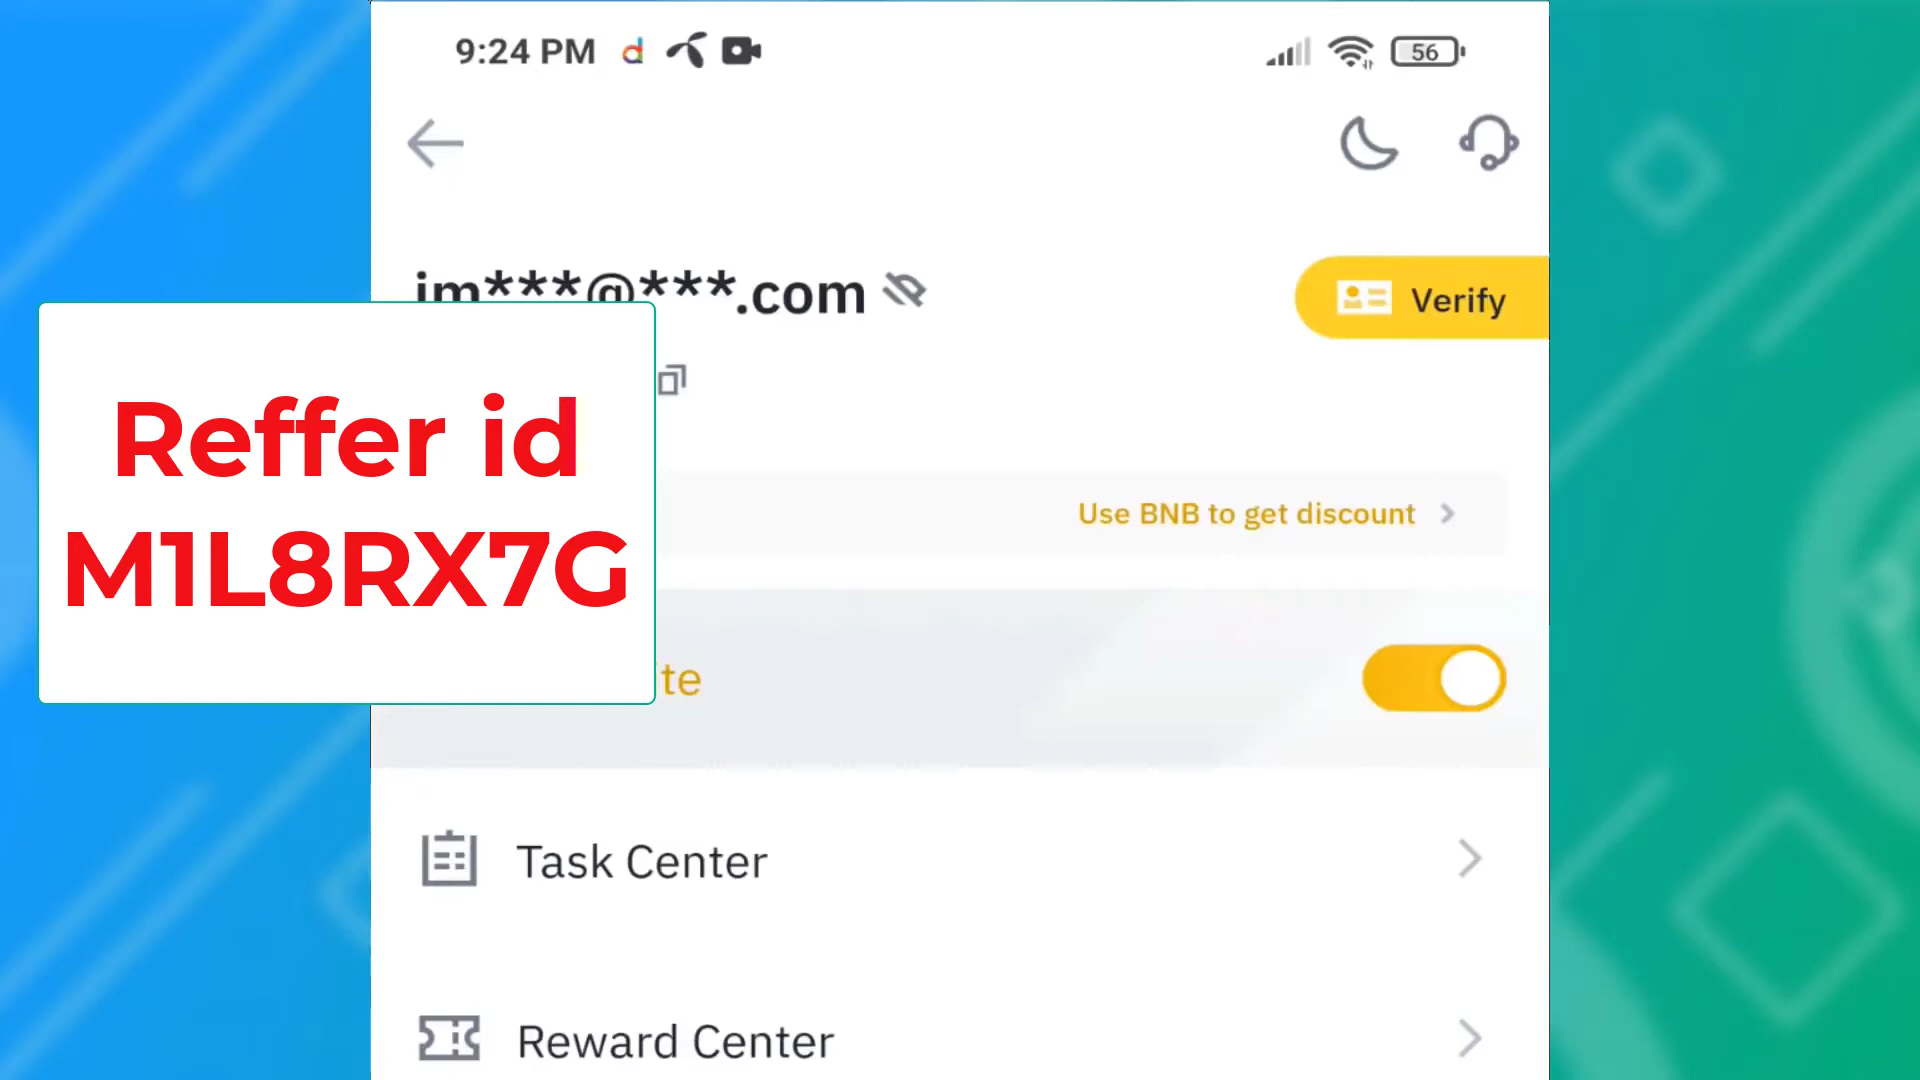 9:24 PM
56
im***@***.com
Verify
Reffer id
M1L8RX7G
Use BNB to get discount
te
Task Center
Reward Center